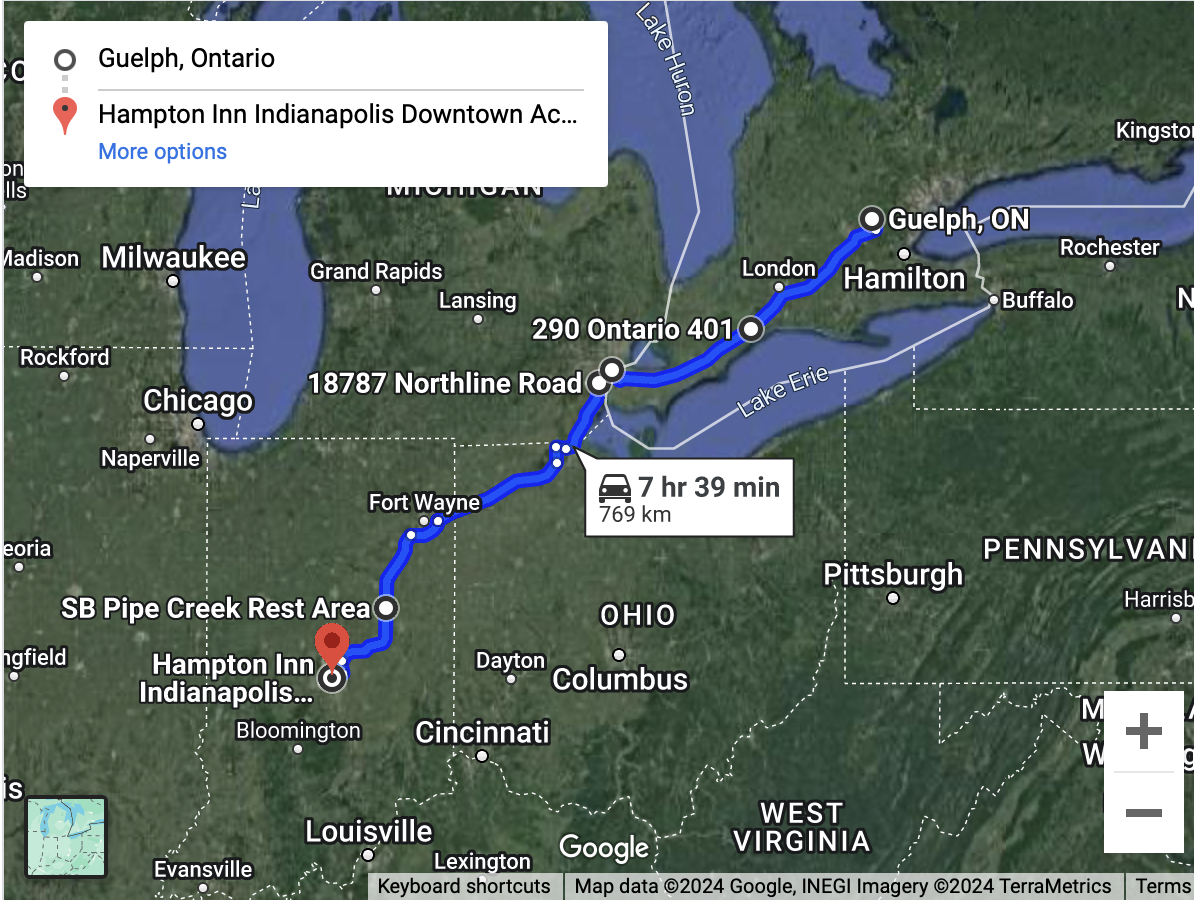 Guelph, Ontario
Hampton Inn Indianapolis Downtown Ac...
More options
Lake Huron
MICHIGAN
Kingsto
Guelph, ON
Madison
Milwaukee
Grand Rapids
London
Hamilton
Rochester
Lansing
Buffalo
N
290 Ontario 401
Rockford
18787 Northline Road
Lake Erie
Chicago
Naperville
7 hr 39 min
769 km
Fort Wayne
eoria
PENNSYLVANI
Pittsburgh
Harrisb
SB Pipe Creek Rest Area
OHIO
ngfield
Hampton Inn
Indianapolis...
Dayton
Columbus
Bloomington
Cincinnati
is
WEST
VIRGINIA
Louisville
Google
Lexington
Evansville
Keyboard shortcuts
Map data ©2024 Google, INEGI Imagery ©2024 TerraMetrics
Terms